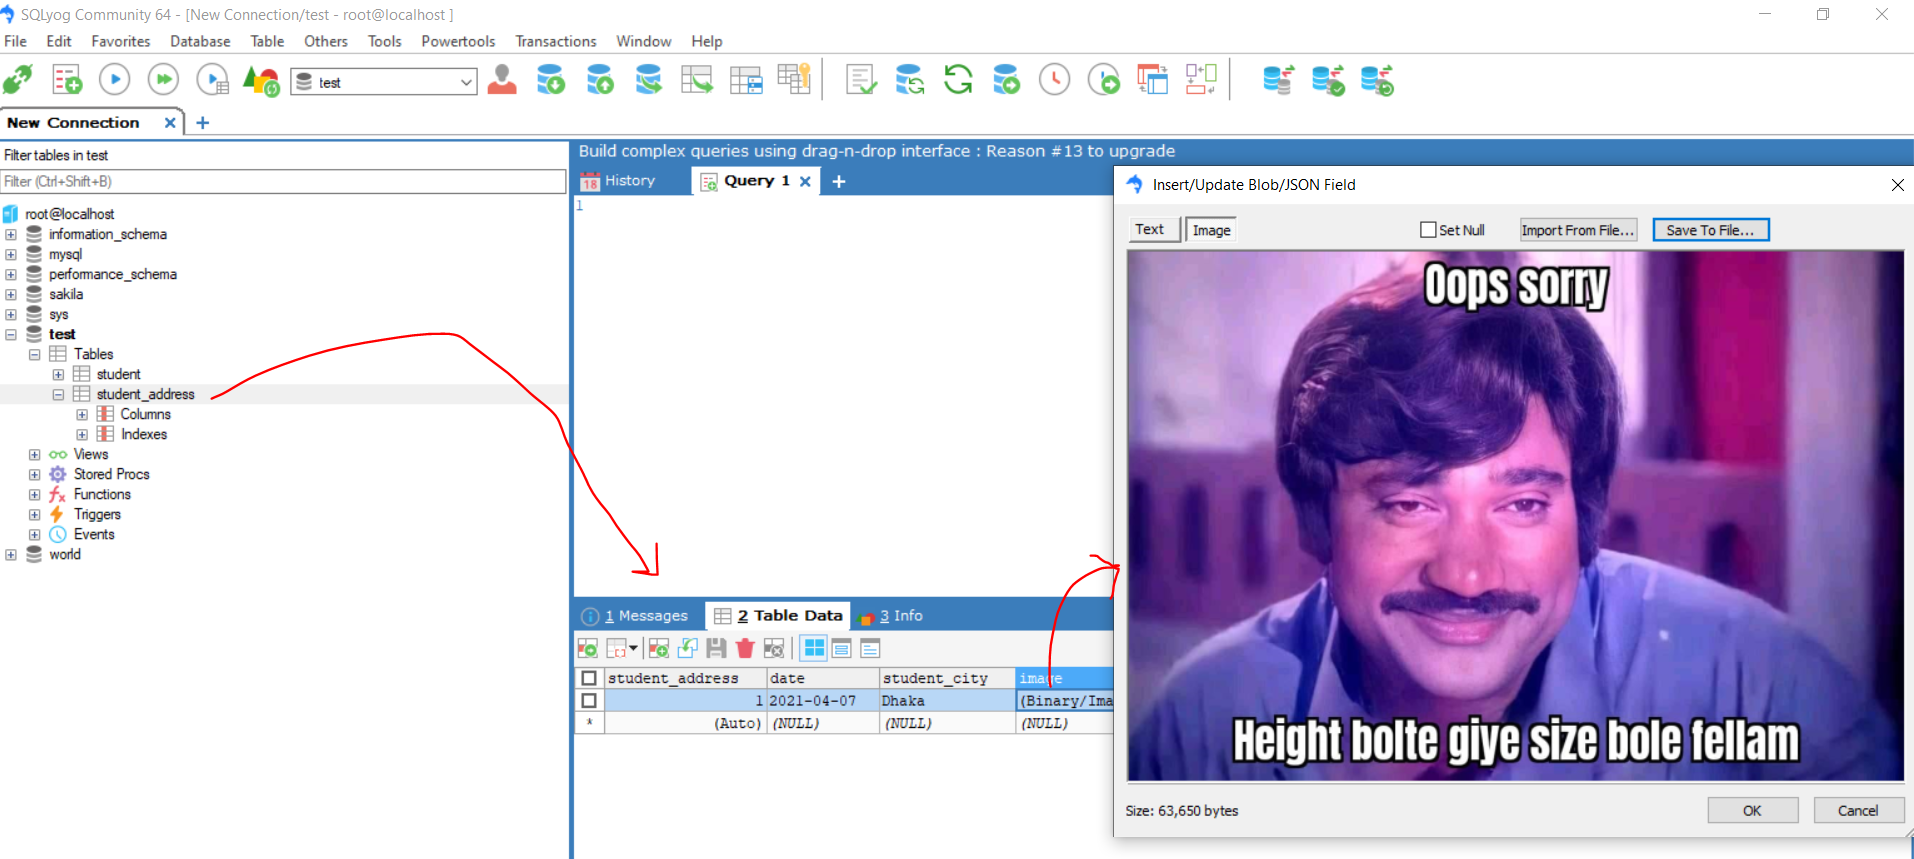 SQLyog Community 64 - [New Connection/test - root@localhost ]
File Edit Favorites Database Table Others Tools Powertools Transactions Window Help
test
New Connection
Filter tables in test
Filter (Ctrl+Shift+B)
root@localhost
information_schema
mysql
performance_schema
sakila
sys
test
Tables
student
student_address
Columns
Indexes
Views
Stored Procs
Functions
Triggers
Events
world
Build complex queries using drag-n-drop interface : Reason #13 to upgrade
18 History Query 1
1
1 Messages 2 Table Data 3 Info
student_address date student_city image
1 2021-04-07 Dhaka (Binary/Ima
* (Auto) (NULL) (NULL) (NULL)
Insert/Update Blob/JSON Field
Text Image Set Null Import From File... Save To File...
Oops sorry
Height bolte giye size bole fellam
Size: 63,650 bytes OK Cancel